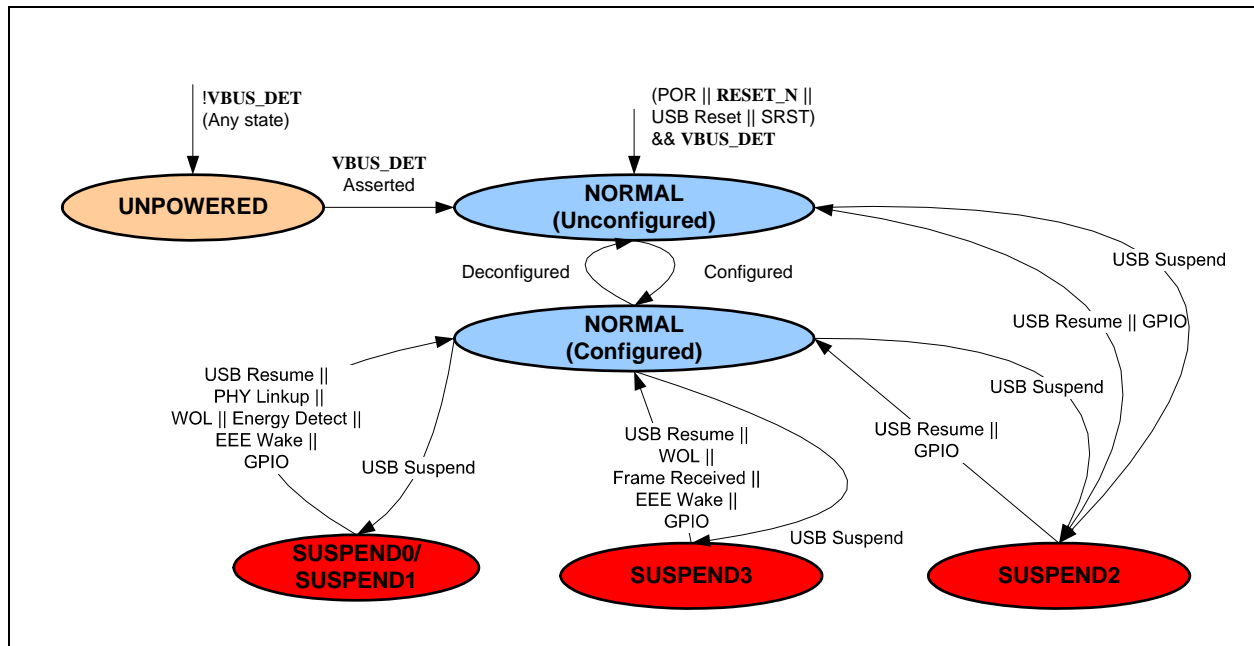 !VBUS_DET
(Any state)
(POR || RESET_N ||
USB Reset || SRST)
&& VBUS_DET
VBUS_DET
Asserted
UNPOWERED
NORMAL
(Unconfigured)
Deconfigured
Configured
USB Suspend
USB Resume || GPIO
NORMAL
(Configured)
USB Resume ||
PHY Linkup ||
WOL || Energy Detect ||
EEE Wake ||
GPIO
USB Suspend
USB Resume ||
WOL ||
Frame Received ||
EEE Wake ||
GPIO
USB Suspend
USB Resume ||
GPIO
USB Suspend
SUSPEND0/
SUSPEND1
SUSPEND3
SUSPEND2